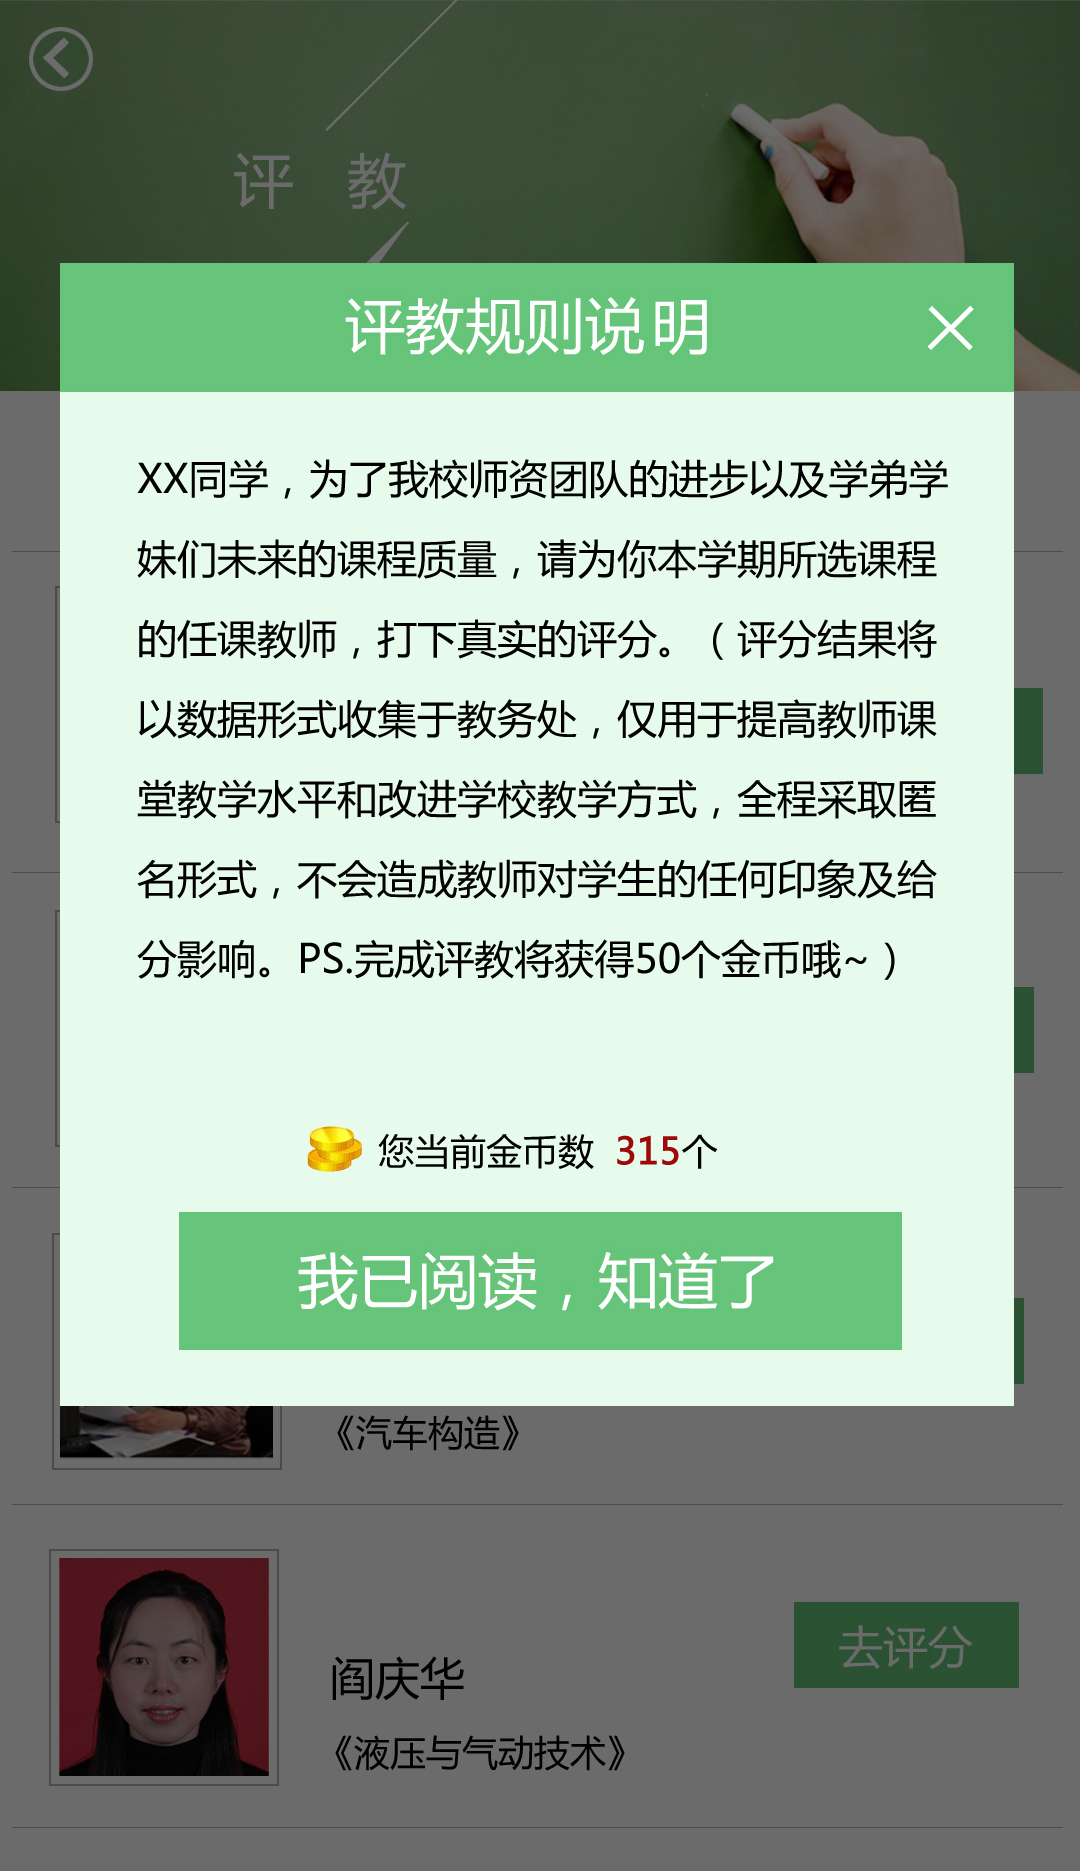 评 教
评教规则说明
XX同学，为了我校师资团队的进步以及学弟学
妹们未来的课程质量，请为你本学期所选课程
的任课教师，打下真实的评分。（评分结果将
以数据形式收集于教务处，仅用于提高教师课
堂教学水平和改进学校教学方式，全程采取匿
名形式，不会造成教师对学生的任何印象及给
分影响。PS.完成评教将获得50个金币哦~）
您当前金币数 315个
我已阅读，知道了
《汽车构造》
去评分
阎庆华
《液压与气动技术》